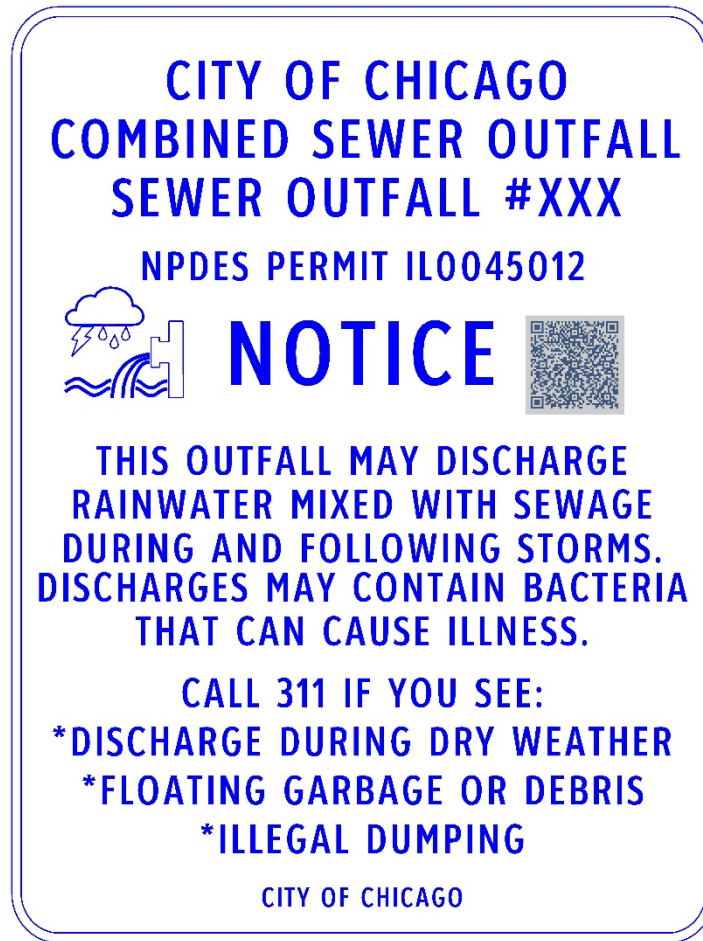 CITY OF CHICAGO
COMBINED SEWER OUTFALL
SEWER OUTFALL #XXX
NPDES PERMIT IL0045012
NOTICE
THIS OUTFALL MAY DISCHARGE
RAINWATER MIXED WITH SEWAGE
DURING AND FOLLOWING STORMS.
DISCHARGES MAY CONTAIN BACTERIA
THAT CAN CAUSE ILLNESS.
CALL 311 IF YOU SEE:
*DISCHARGE DURING DRY WEATHER
*FLOATING GARBAGE OR DEBRIS
*ILLEGAL DUMPING
CITY OF CHICAGO